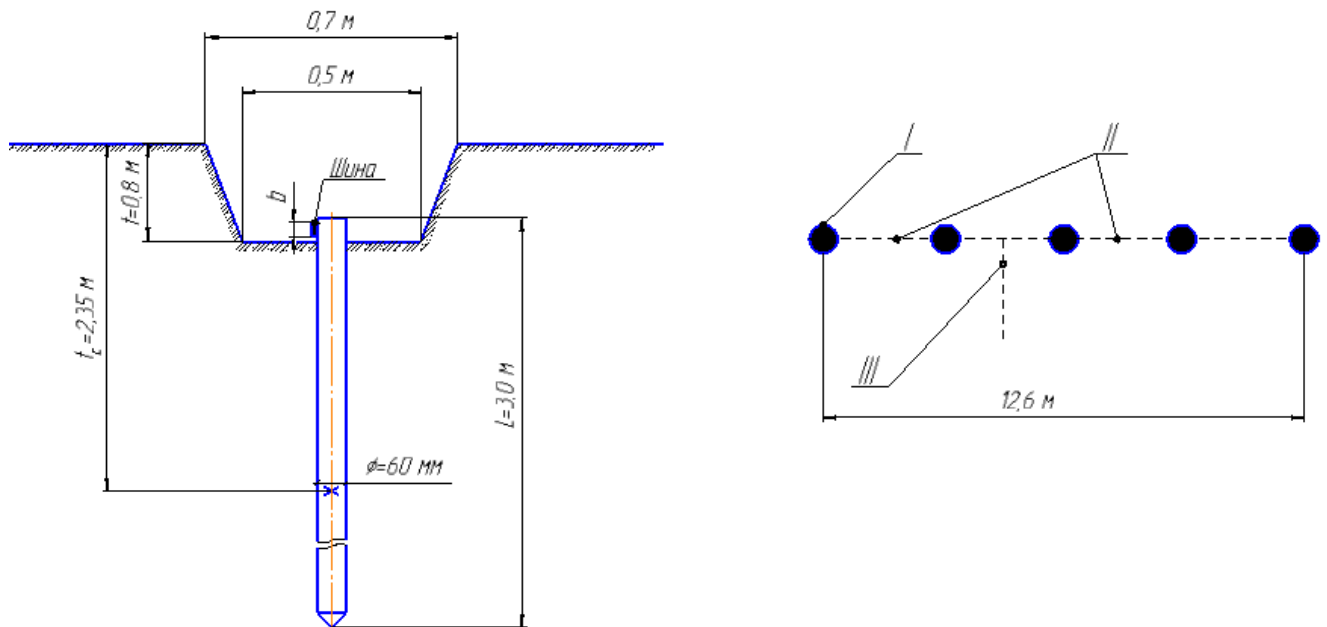 0,7 м
0,5 м
Шина
b
t=0,8 м
t_c=2,35 м
L=3,0 м
ϕ=60 мм
I
II
III
12,6 м